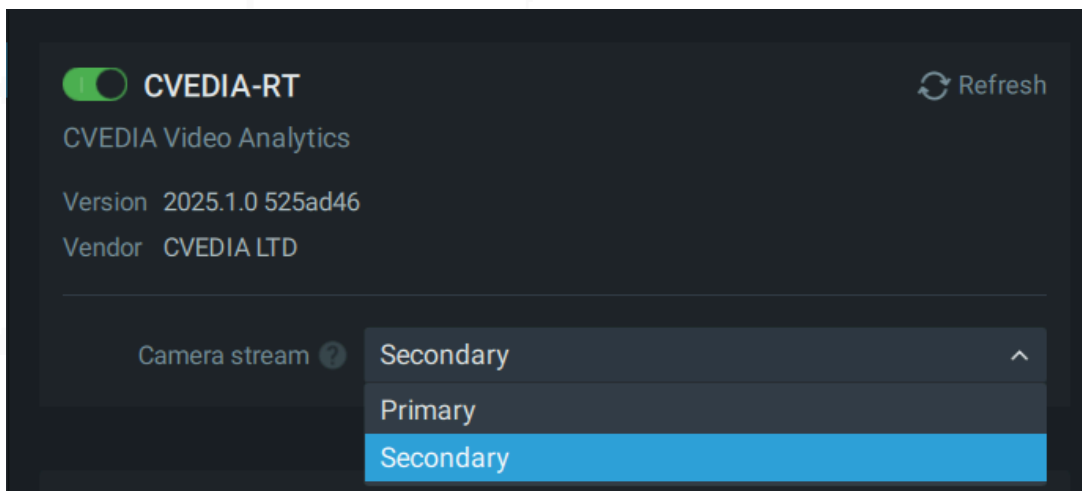 CVEDIA-RT
Refresh
CVEDIA Video Analytics
Version 2025.1.0 525ad46
Vendor CVEDIA LTD
Camera stream ? Secondary
Primary
Secondary